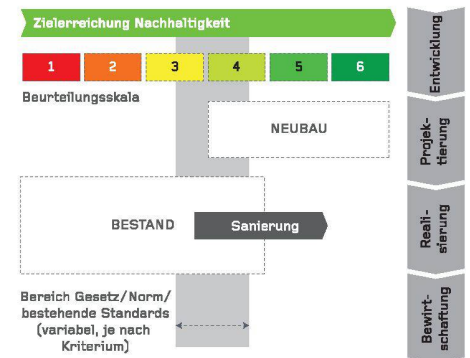 Zielerreichung Nachhaltigkeit
1 2 3 4 5 6
Beurteilungsskala
NEUBAU
BESTAND
Sanierung
Bereich Gesetz/Norm/
bestehende Standards
(variabel, je nach
Kriterium)
Entwicklung
Projek-
tierung
Reali-
sierung
Bewirt-
schaftung